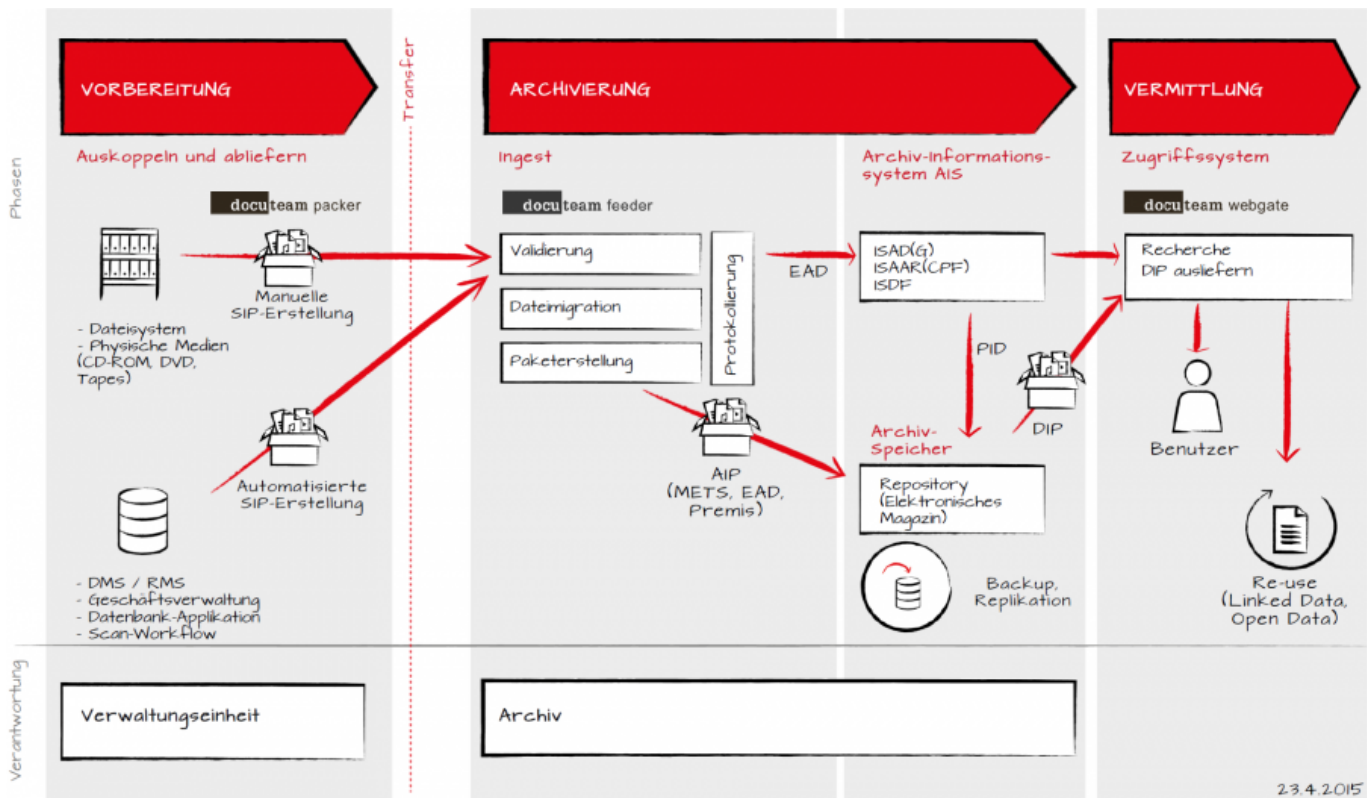 VORBEREITUNG
Transfer
ARCHIVIERUNG
VERMITTLUNG
Phasen
Auskoppeln und abliefern
Ingest
Archiv-Informations-
system AIS
Zugriffssystem
docuteam packer
docuteam feeder
docuteam webgate
Manuelle
SIP-Erstellung
- Dateisystem
- Physische Medien
(CD-ROM, DVD,
Tapes)
Automatisierte
SIP-Erstellung
- DMS / RMS
- Geschäftsverwaltung
- Datenbank-Applikation
- Scan-Workflow
Validierung
Dateimigration
Paketerstellung
Protokollierung
EAD
AIP
(METS, EAD,
Premis)
ISAD(G)
ISAAR(CPF)
ISDF
PID
DIP
Archiv-
Speicher
Repository
(Elektronisches
Magazin)
Backup,
Replikation
Recherche
DIP ausliefern
Benutzer
Re-use
(Linked Data,
Open Data)
Verantwortung
Verwaltungseinheit
Archiv
23.4.2015